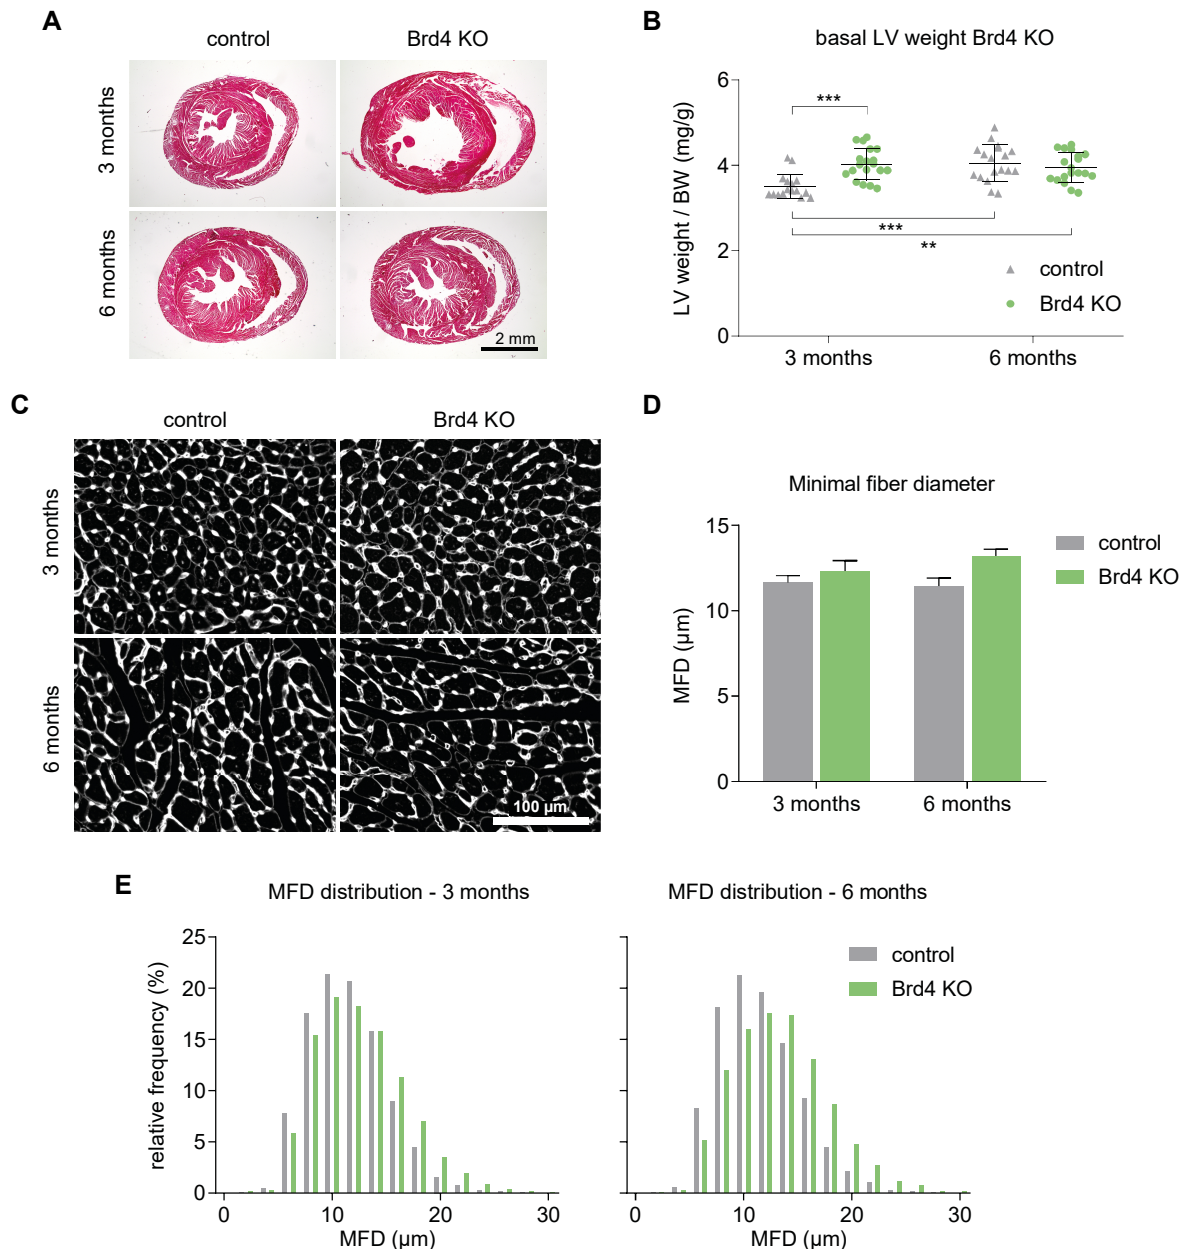 A
control
Brd4 KO
3 months
6 months
2 mm
B
basal LV weight Brd4 KO
LV weight / BW (mg/g)
6
4
2
0
***
***
**
control
Brd4 KO
3 months
6 months
C
control
Brd4 KO
3 months
6 months
100 µm
D
Minimal fiber diameter
MFD (µm)
15
10
5
0
control
Brd4 KO
3 months
6 months
E
MFD distribution - 3 months
relative frequency (%)
25
20
15
10
5
0
0
10
20
30
MFD (µm)
MFD distribution - 6 months
control
Brd4 KO
0
10
20
30
MFD (µm)